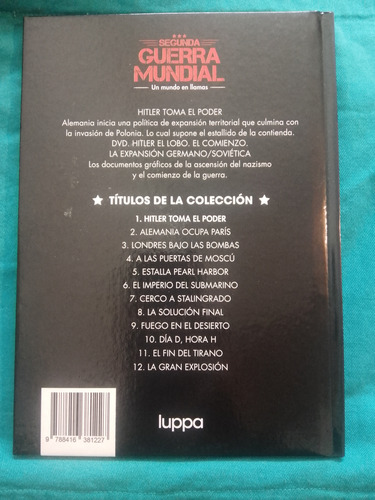 SEGUNDA
GUERRA
MUNDIAL
Un mundo en llamas
HITLER TOMA EL PODER
Alemania inicia una política de expansión territorial que culmina con
la invasión de Polonia. La cual supone el estallido de la contienda.
DVD. HITLER EL LOBO. EL COMIENZO.
LA EXPANSIÓN GERMANO/SOVIÉTICA
Los documentos gráficos de la ascensión del nazismo
y el comienzo de la guerra.
★ TÍTULOS DE LA COLECCIÓN ★
1. HITLER TOMA EL PODER
2. ALEMANIA OCUPA PARÍS
3. LONDRES BAJO LAS BOMBAS
4. A LAS PUERTAS DE MOSCÚ
5. ESTALLA PEARL HARBOR
6. EL IMPERIO DEL SUBMARINO
7. CERCO A STALINGRADO
8. LA SOLUCIÓN FINAL
9. FUEGO EN EL DESIERTO
10. DÍA D, HORA H
11. EL FIN DEL TIRANO
12. LA GRAN EXPLOSIÓN
9 788416 381227
luppa